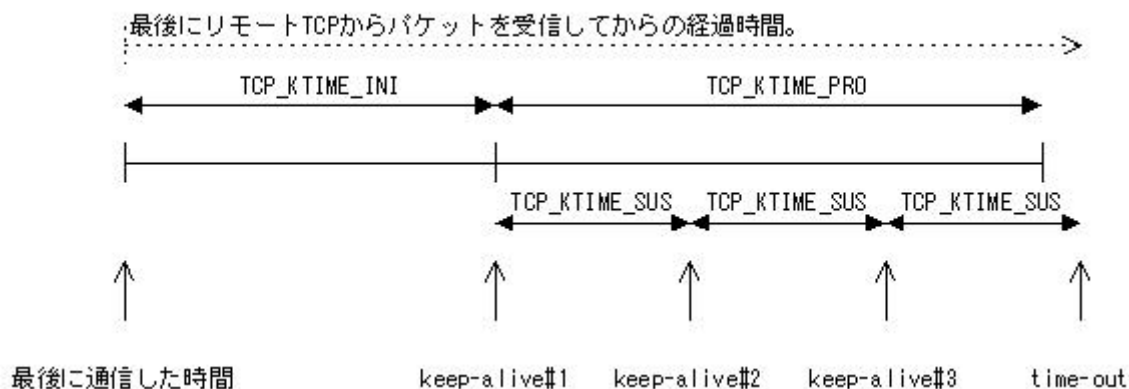 最後にリモートTCPからパケットを受信してからの経過時間。
TCP_KTIME_INI TCP_KTIME_PRO
TCP_KTIME_SUS TCP_KTIME_SUS TCP_KTIME_SUS
最後に通信した時間 keep-alive#1 keep-alive#2 keep-alive#3 time-out